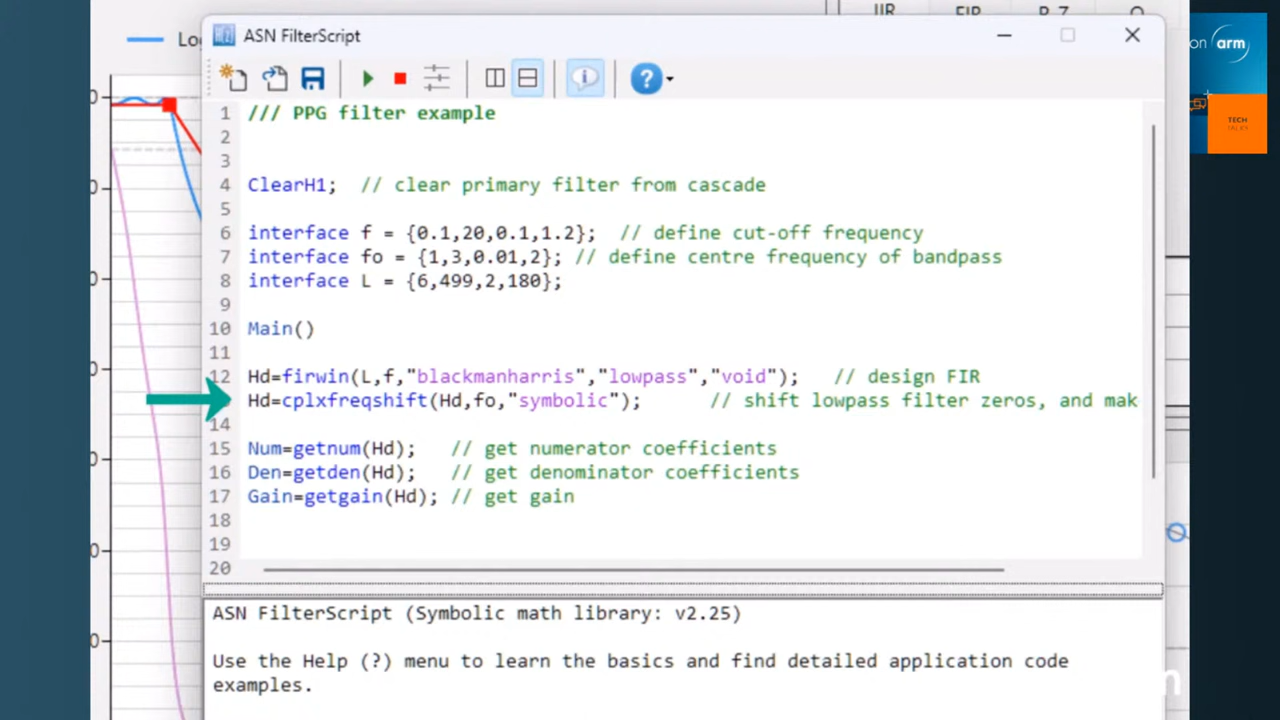 ASN FilterScript
on arm
TECH
TALKS
1 /// PPG filter example
2
3
4 ClearH1; // clear primary filter from cascade
5
6 interface f = {0.1,20,0.1,1.2}; // define cut-off frequency
7 interface fo = {1,3,0.01,2}; // define centre frequency of bandpass
8 interface L = {6,499,2,180};
9
10 Main()
11
12 Hd=firwin(L,f,"blackmanharris","lowpass","void"); // design FIR
Hd=cplxfreqshift(Hd,fo,"symbolic"); // shift lowpass filter zeros, and mak
14
15 Num=getnum(Hd); // get numerator coefficients
16 Den=getden(Hd); // get denominator coefficients
17 Gain=getgain(Hd); // get gain
18
19
20
ASN FilterScript (Symbolic math library: v2.25)
Use the Help (?) menu to learn the basics and find detailed application code
examples.